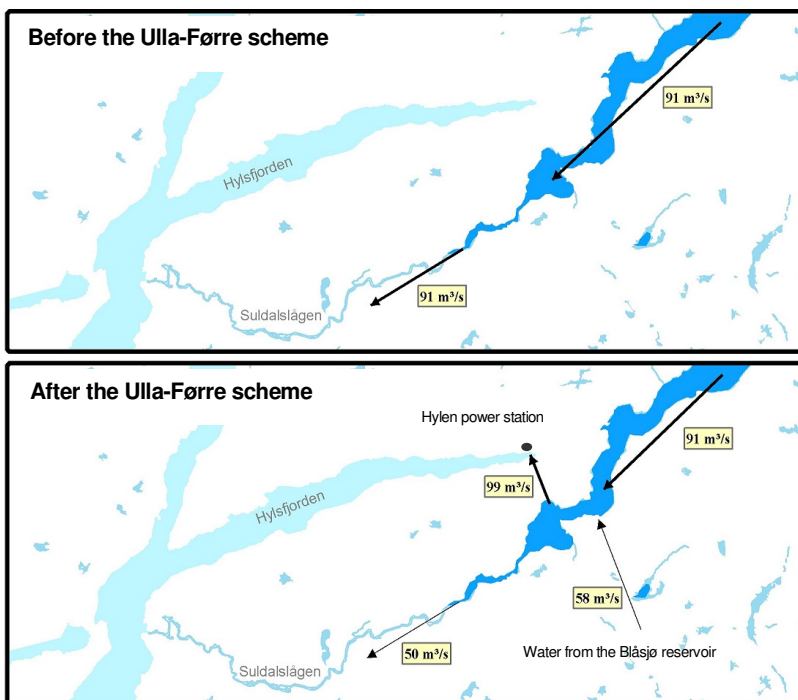 Before the Ulla-Førre scheme
91 m³/s
Hylsfjorden
91 m³/s
Suldalslågen
After the Ulla-Førre scheme
Hylen power station
91 m³/s
99 m³/s
Hylsfjorden
58 m³/s
50 m³/s
Water from the Blåsjø reservoir
Suldalslågen